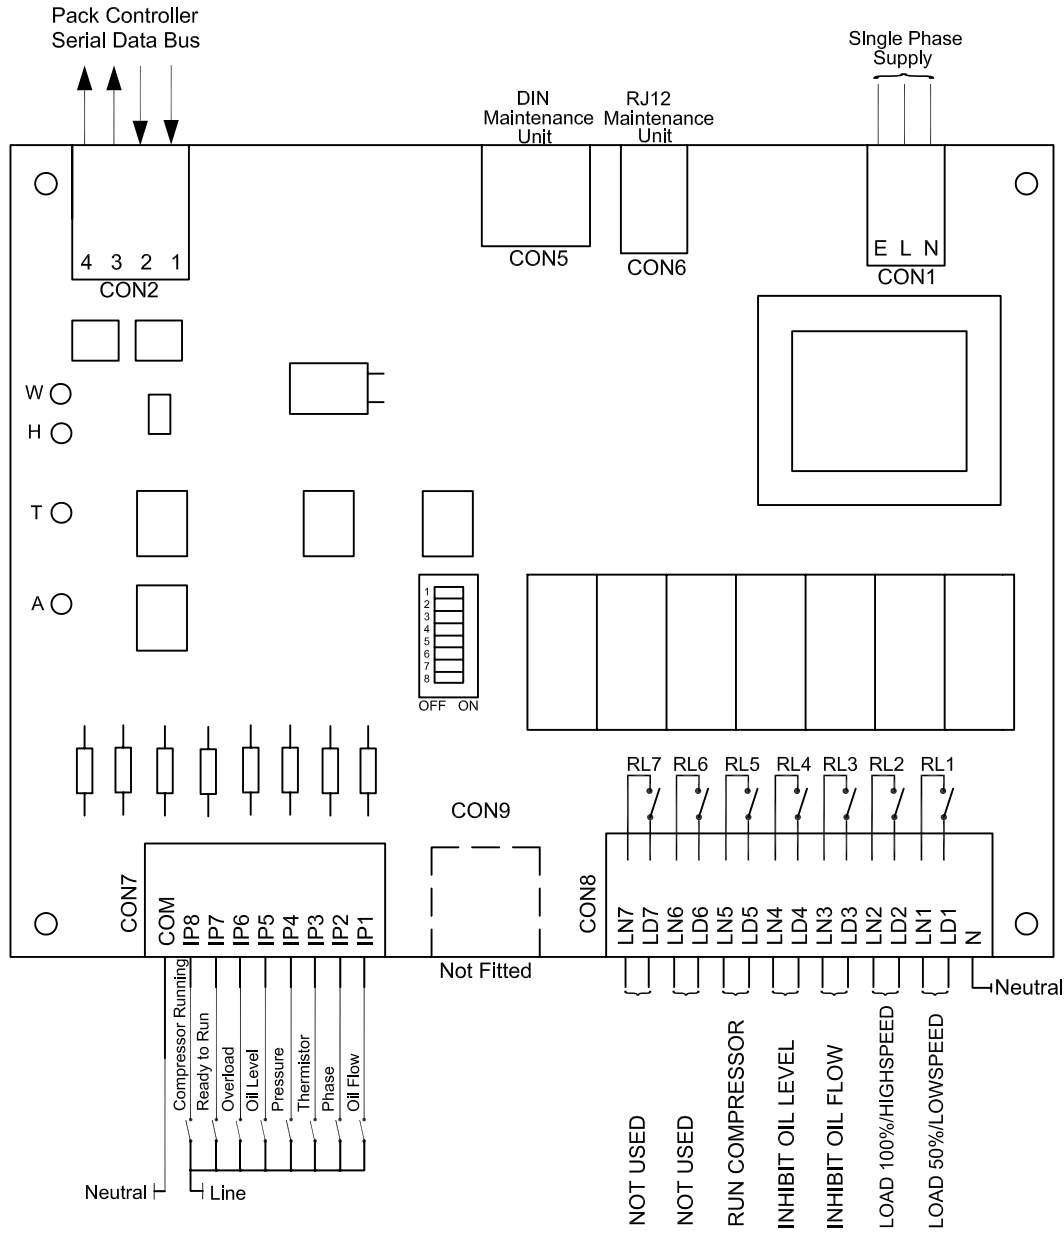 Pack Controller
Serial Data Bus
SIngle Phase
Supply
DIN
Maintenance
Unit
RJ12
Maintenance
Unit
4 3 2 1
CON2
CON5
CON6
E L N
CON1
W
H
T
A
1
2
3
4
5
6
7
8
OFF ON
RL7 RL6 RL5 RL4 RL3 RL2 RL1
CON9
CON7
COM
IP8
IP7
IP6
IP5
IP4
IP3
IP2
IP1
Not Fitted
CON8
LN7
LD7
LN6
LD6
LN5
LD5
LN4
LD4
LN3
LD3
LN2
LD2
LN1
LD1
N
Neutral
Compressor Running
Ready to Run
Overload
Oil Level
Pressure
Thermistor
Phase
Oil Flow
Neutral
Line
NOT USED
NOT USED
RUN COMPRESSOR
INHIBIT OIL LEVEL
INHIBIT OIL FLOW
LOAD 100%/HIGHSPEED
LOAD 50%/LOWSPEED